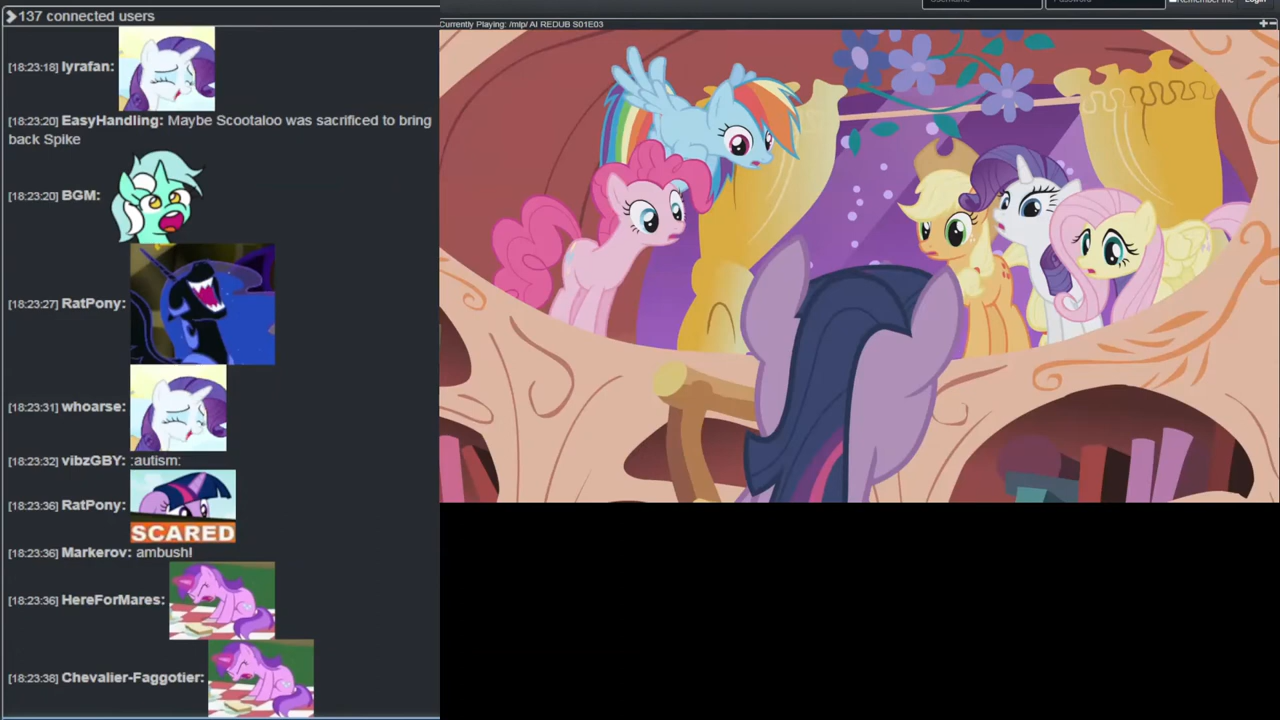 137 connected users
[18:23:18] lyrafan:
[18:23:20] EasyHandling: Maybe Scootaloo was sacrificed to bring
back Spike
[18:23:20] BGM:
[18:23:27] RatPony:
[18:23:31] whoarse:
[18:23:32] vibzGBY: :autism:
[18:23:36] RatPony:
SCARED
[18:23:36] Markerov: ambush!
[18:23:36] HereForMares:
[18:23:38] Chevalier-Faggotier:
Currently Playing: /mlp/ AI REDUB S01E03